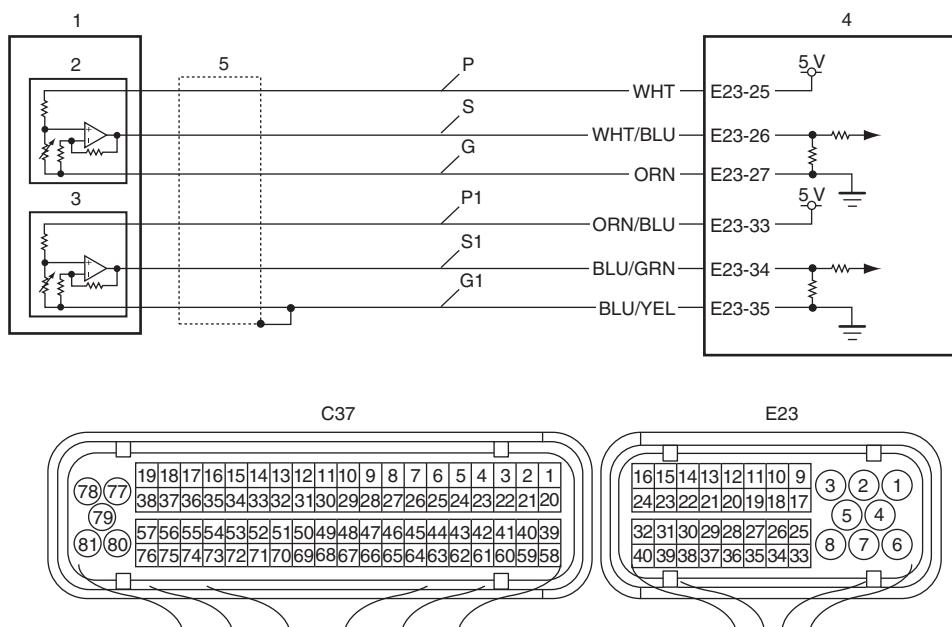 1
4
2
5
P
5 V
WHT
E23-25
S
WHT/BLU
E23-26
G
ORN
E23-27
3
P1
5 V
ORN/BLU
E23-33
S1
BLU/GRN
E23-34
G1
BLU/YEL
E23-35
C37
E23
19 18 17 16 15 14 13 12 11 10 9 8 7 6 5 4 3 2 1
38 37 36 35 34 33 32 31 30 29 28 27 26 25 24 23 22 21 20
57 56 55 54 53 52 51 50 49 48 47 46 45 44 43 42 41 40 39
76 75 74 73 72 71 70 69 68 67 66 65 64 63 62 61 60 59 58
78 77
79
81 80
16 15 14 13 12 11 10 9
24 23 22 21 20 19 18 17
32 31 30 29 28 27 26 25
40 39 38 37 36 35 34 33
3 2 1
5 4
8 7 6